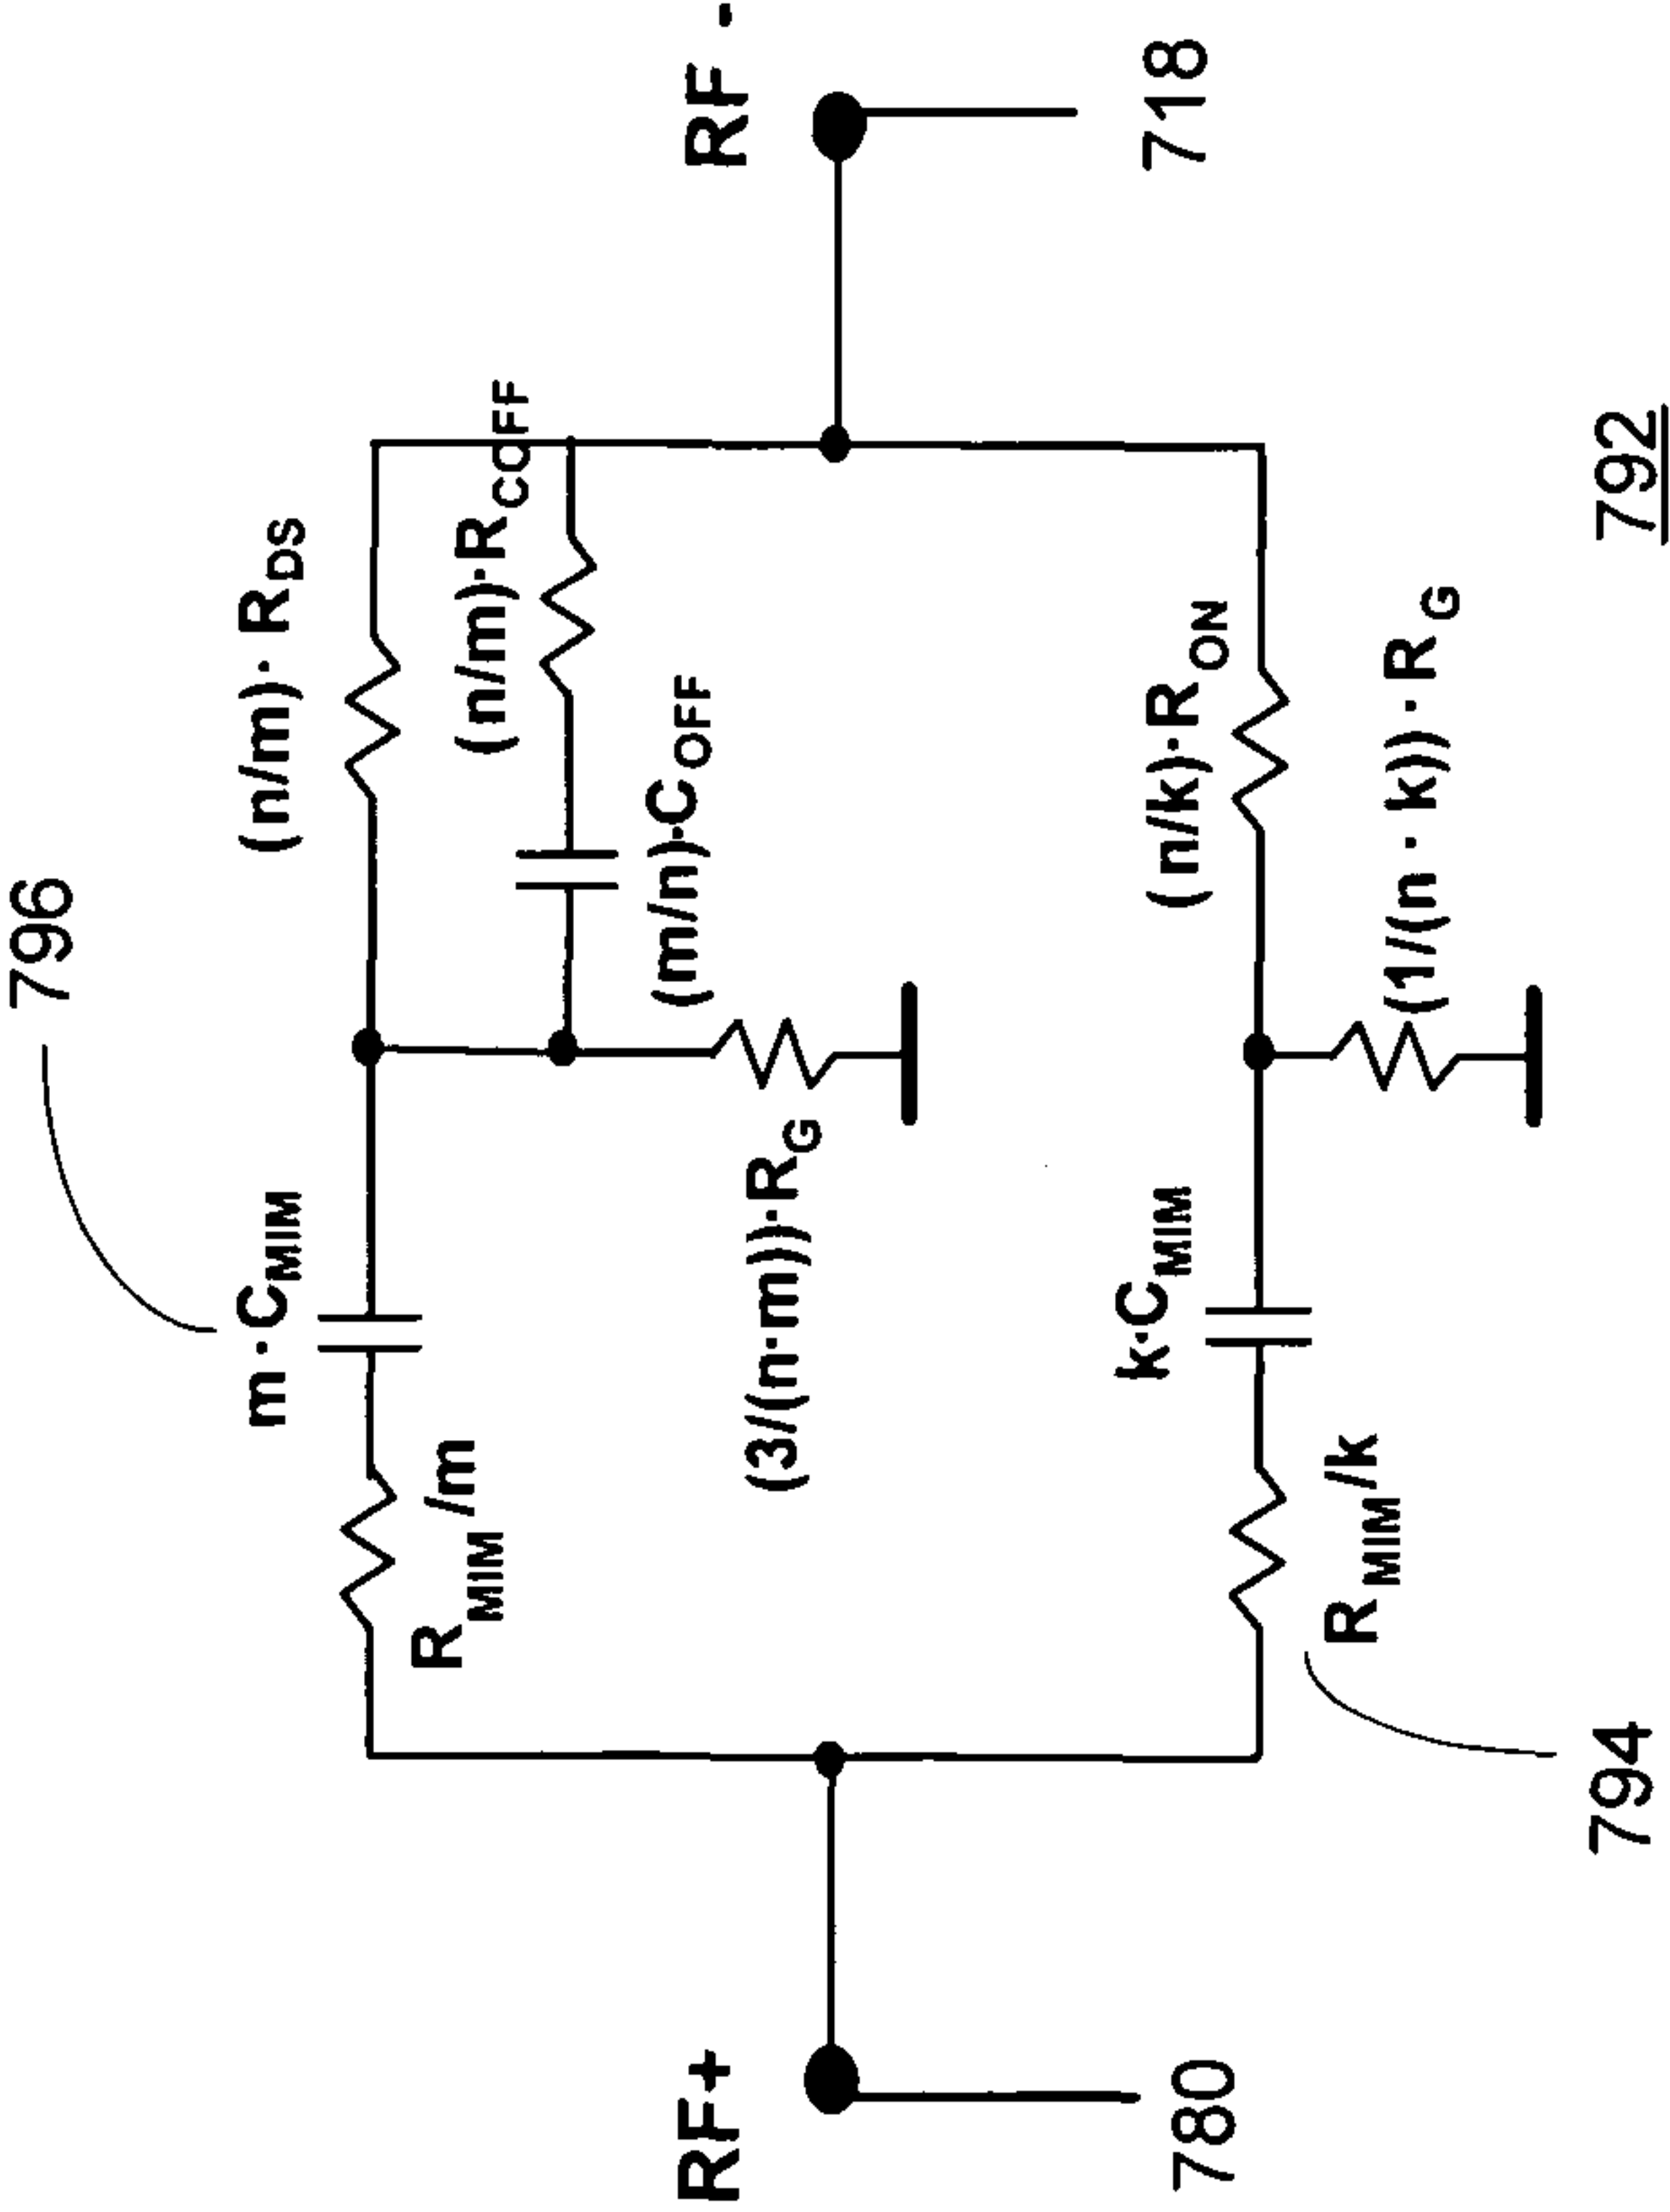 796
(n/m)· R_DS
m · C_MIM
(n/m)·R_COFF
R_MIM/m
(m/n)·C_OFF
RF -
(3/(n·m))·R_G
RF+
718
(n/k)·R_ON
k·C_MIM
780
(1/(n · k)) · R_G
R_MIM/k
792
794